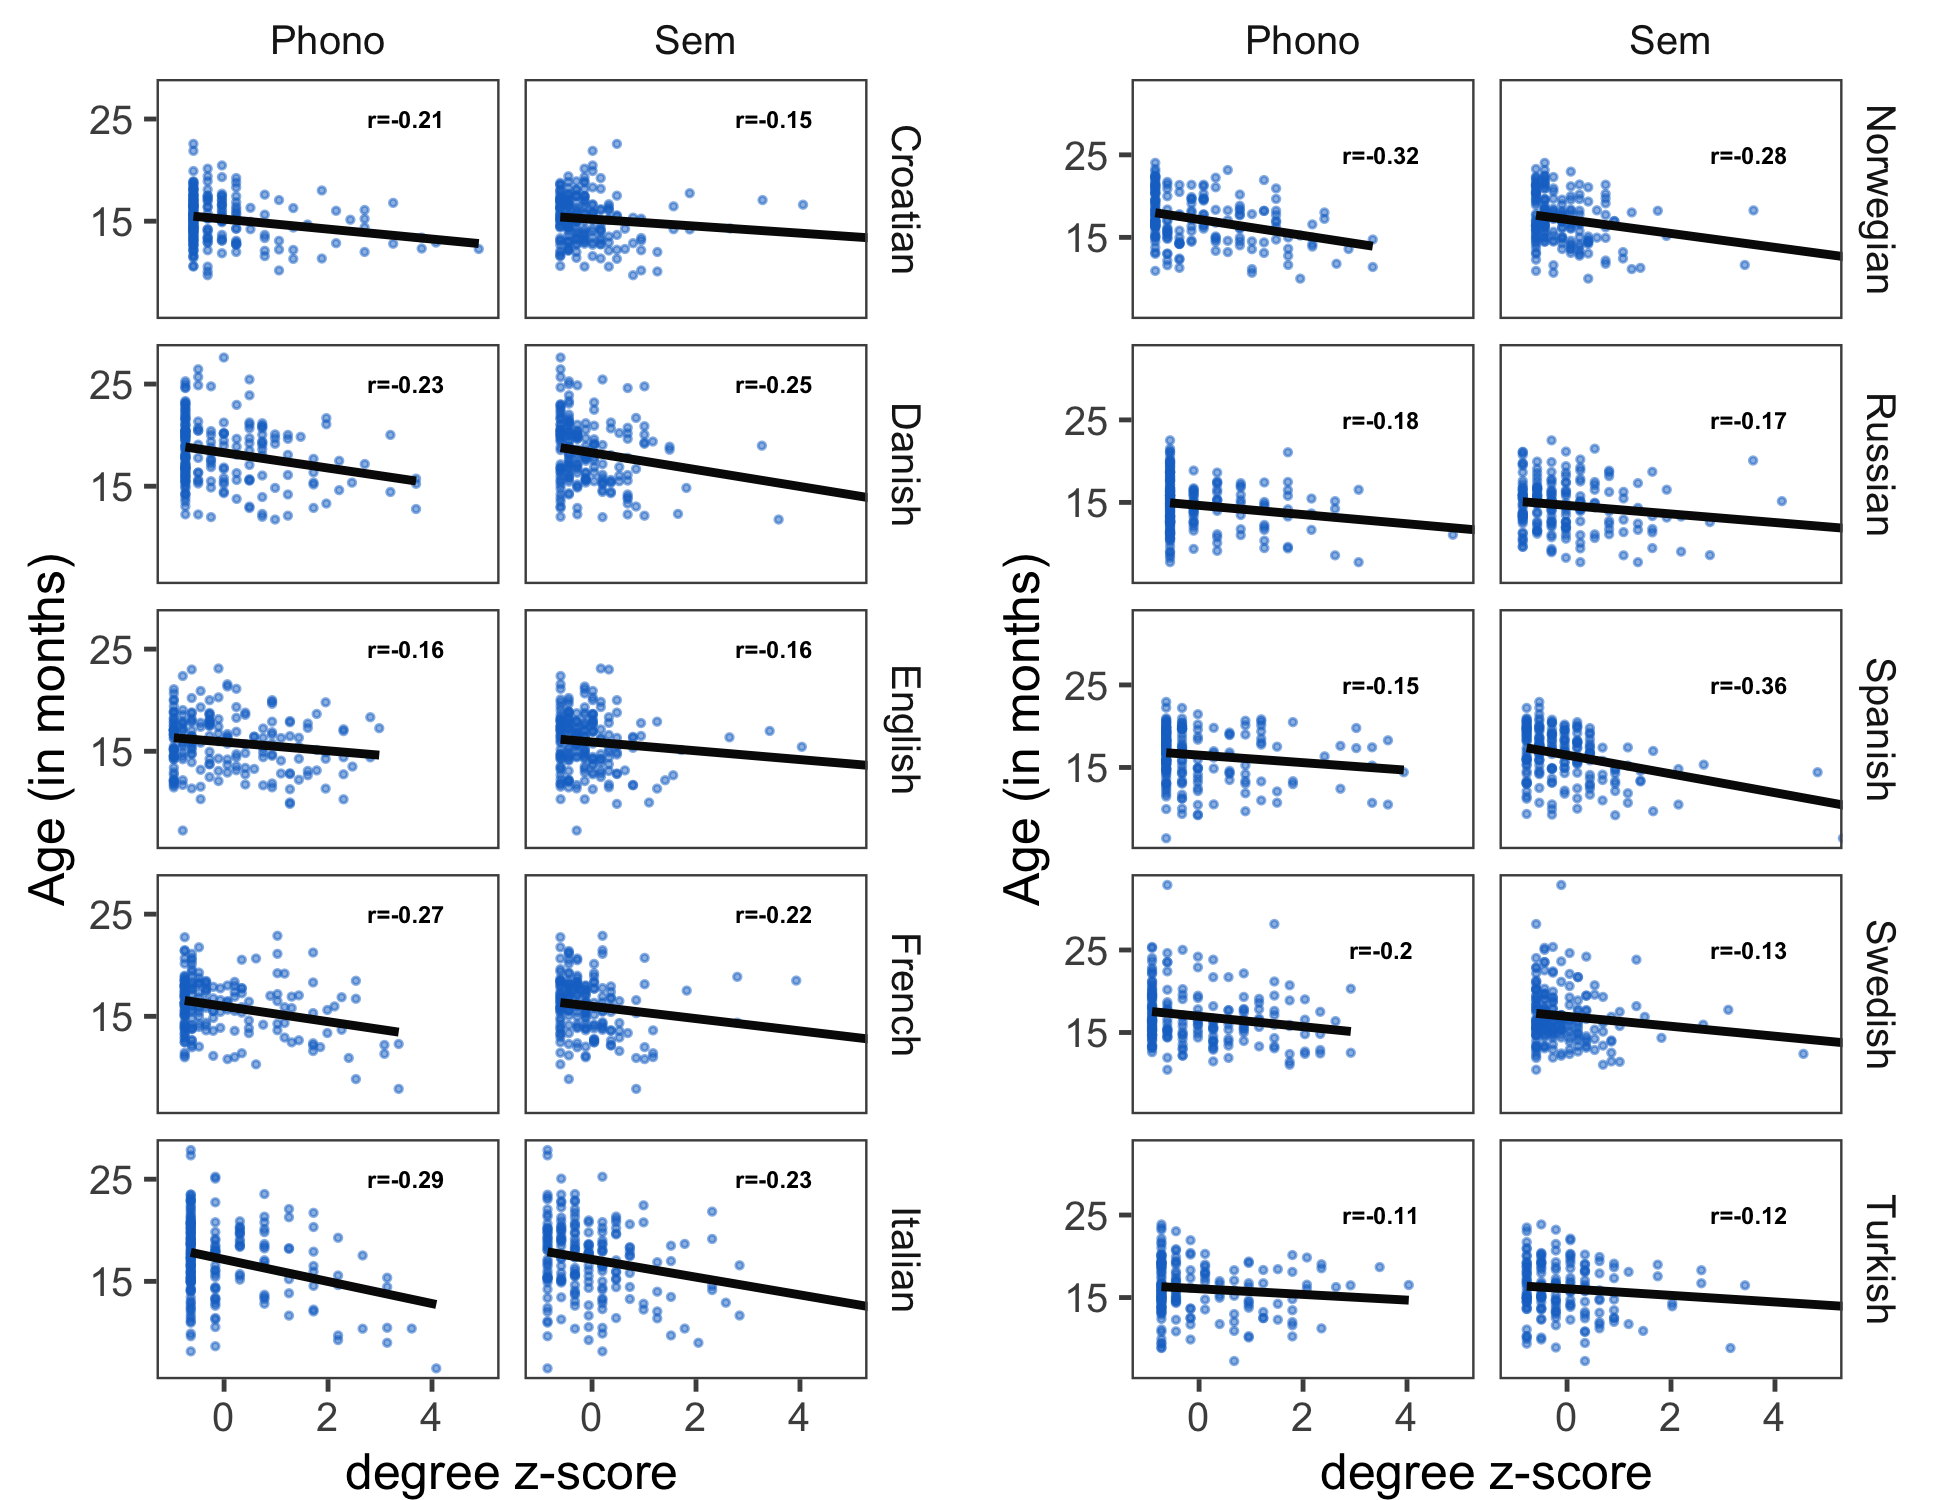 Phono Sem
25
15
r=-0.21
r=-0.15
Croatian
25
15
r=-0.23
r=-0.25
Danish
25
15
r=-0.16
r=-0.16
English
25
15
r=-0.27
r=-0.22
French
25
15
r=-0.29
r=-0.23
Italian
0 2 4 0 2 4
degree z-score
Age (in months)
Phono Sem
25
15
r=-0.32
r=-0.28
Norwegian
25
15
r=-0.18
r=-0.17
Russian
25
15
r=-0.15
r=-0.36
Spanish
25
15
r=-0.2
r=-0.13
Swedish
25
15
r=-0.11
r=-0.12
Turkish
0 2 4 0 2 4
degree z-score
Age (in months)